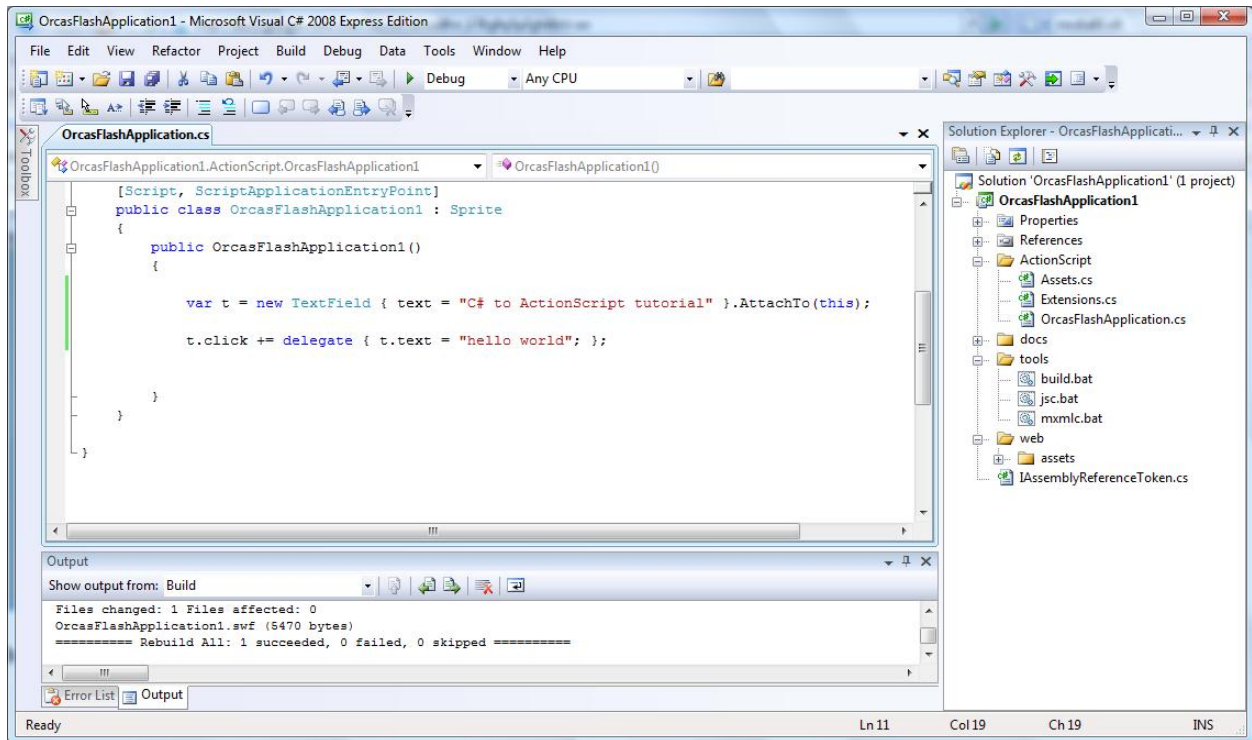 OrcasFlashApplication1 - Microsoft Visual C# 2008 Express Edition
File Edit View Refactor Project Build Debug Data Tools Window Help
Debug Any CPU
Toolbox
OrcasFlashApplication.cs
OrcasFlashApplication1.ActionScript.OrcasFlashApplication1 OrcasFlashApplication1()
[Script, ScriptApplicationEntryPoint]
public class OrcasFlashApplication1 : Sprite
{
public OrcasFlashApplication1()
{
var t = new TextField { text = "C# to ActionScript tutorial" }.AttachTo(this);
t.click += delegate { t.text = "hello world"; };
}
}
}
Output
Show output from: Build
Files changed: 1 Files affected: 0
OrcasFlashApplication1.swf (5470 bytes)
========== Rebuild All: 1 succeeded, 0 failed, 0 skipped ==========
Error List Output
Solution Explorer - OrcasFlashApplicati...
Solution 'OrcasFlashApplication1' (1 project)
OrcasFlashApplication1
Properties
References
ActionScript
Assets.cs
Extensions.cs
OrcasFlashApplication.cs
docs
tools
build.bat
jsc.bat
mxmlc.bat
web
assets
IAssemblyReferenceToken.cs
Ready Ln 11 Col 19 Ch 19 INS